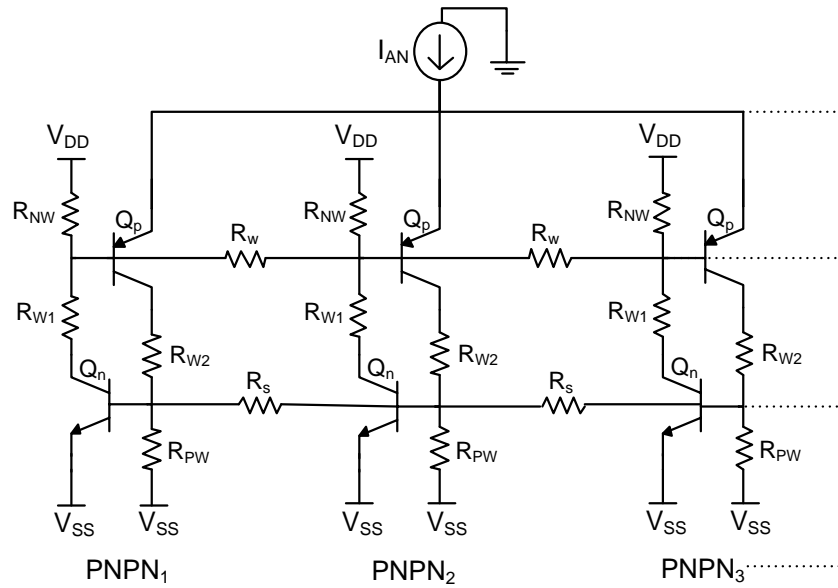 I_AN
V_DD V_DD V_DD
R_NW Q_p R_NW Q_p R_NW Q_p
R_w R_w
R_W1 R_W1 R_W1
R_W2 R_W2 R_W2
Q_n R_s Q_n R_s Q_n
R_PW R_PW R_PW
V_SS V_SS V_SS V_SS V_SS V_SS
PNPN_1 PNPN_2 PNPN_3